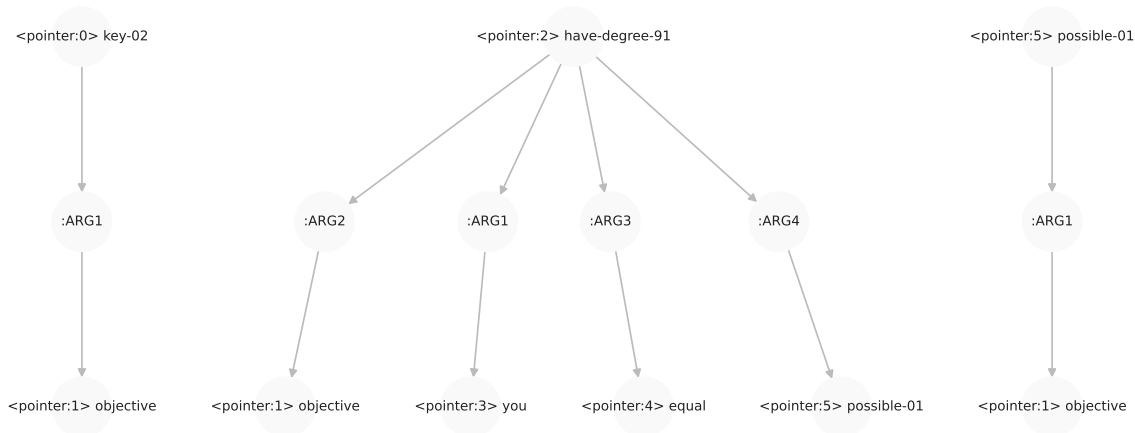 <pointer:0> key-02 <pointer:2> have-degree-91 <pointer:5> possible-01
:ARG1 :ARG2 :ARG1 :ARG3 :ARG4 :ARG1
<pointer:1> objective <pointer:1> objective <pointer:3> you <pointer:4> equal <pointer:5> possible-01 <pointer:1> objective